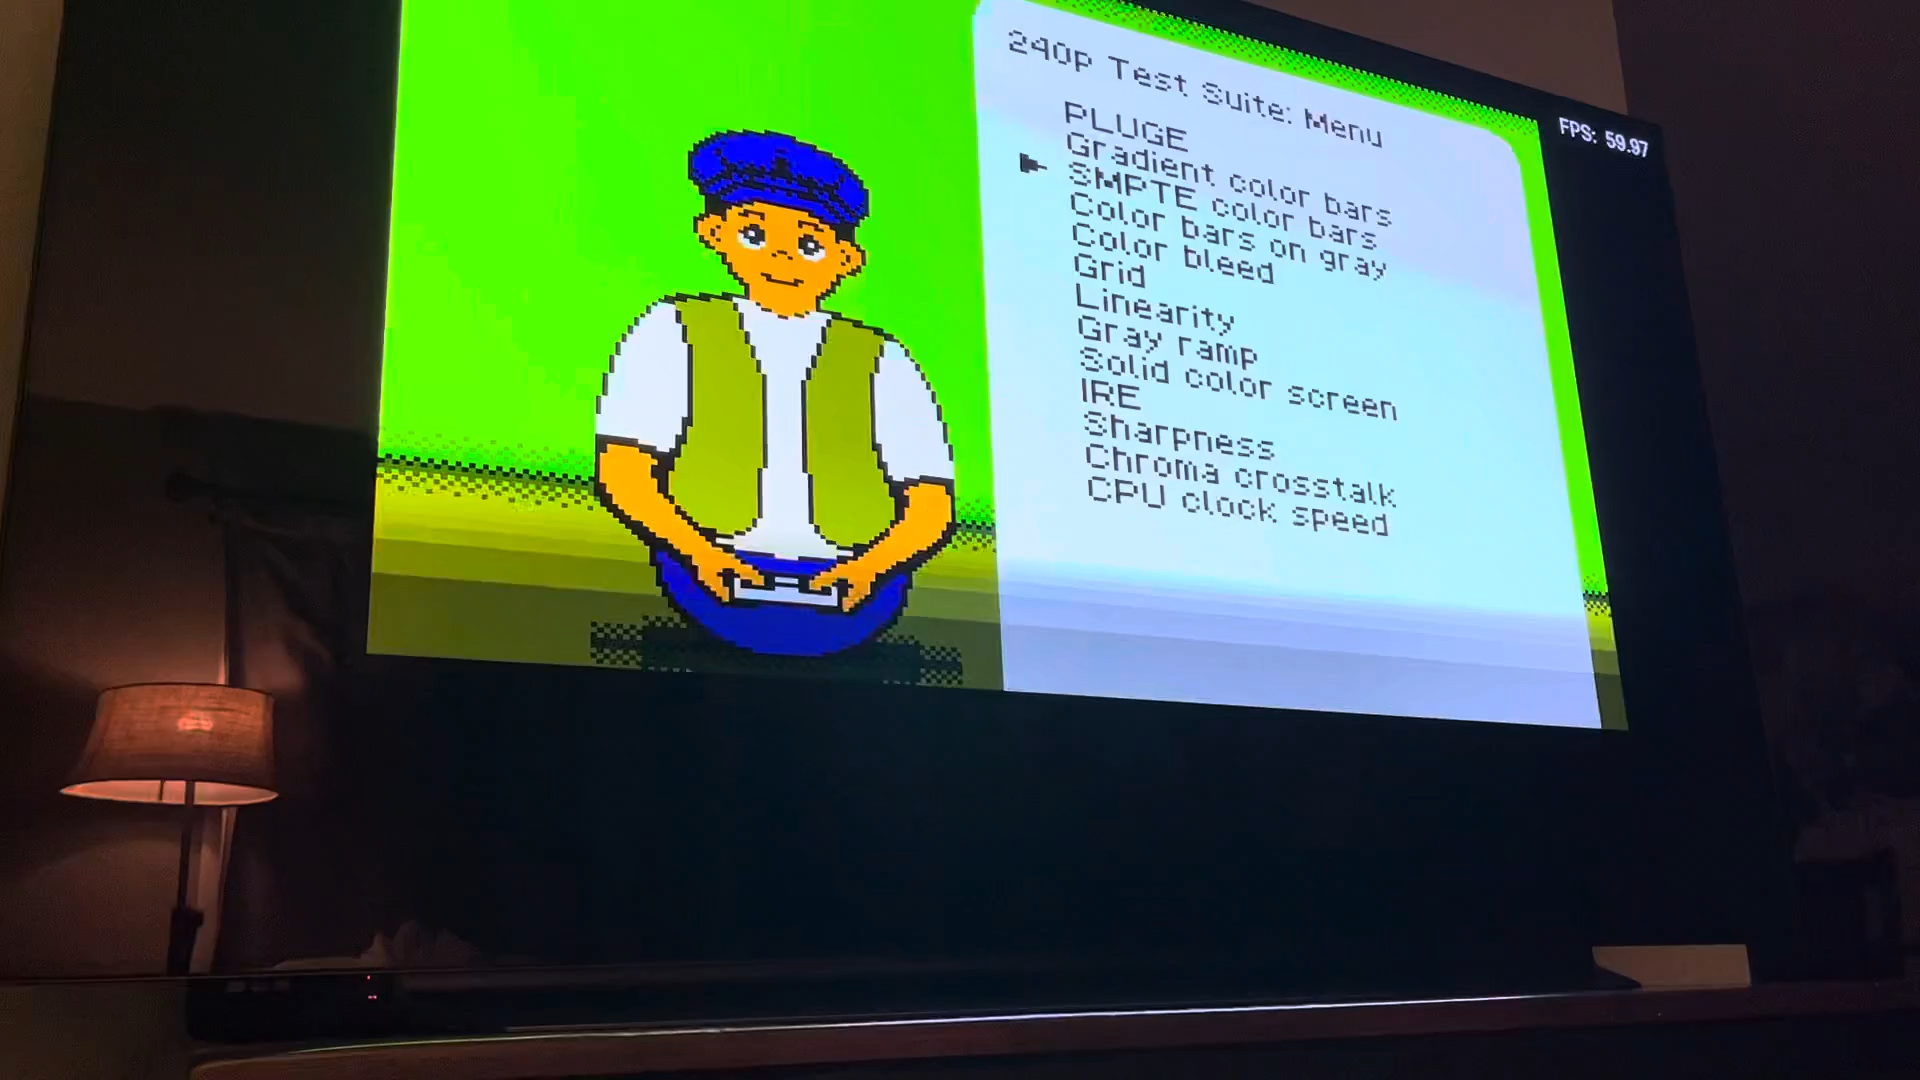 240p Test Suite: Menu
FPS: 59.97
PLUGE
Gradient color bars
SMPTE color bars
Color bars on gray
Color bleed
Grid
Linearity
Gray ramp
Solid color screen
IRE
Sharpness
Chroma crosstalk
CPU clock speed